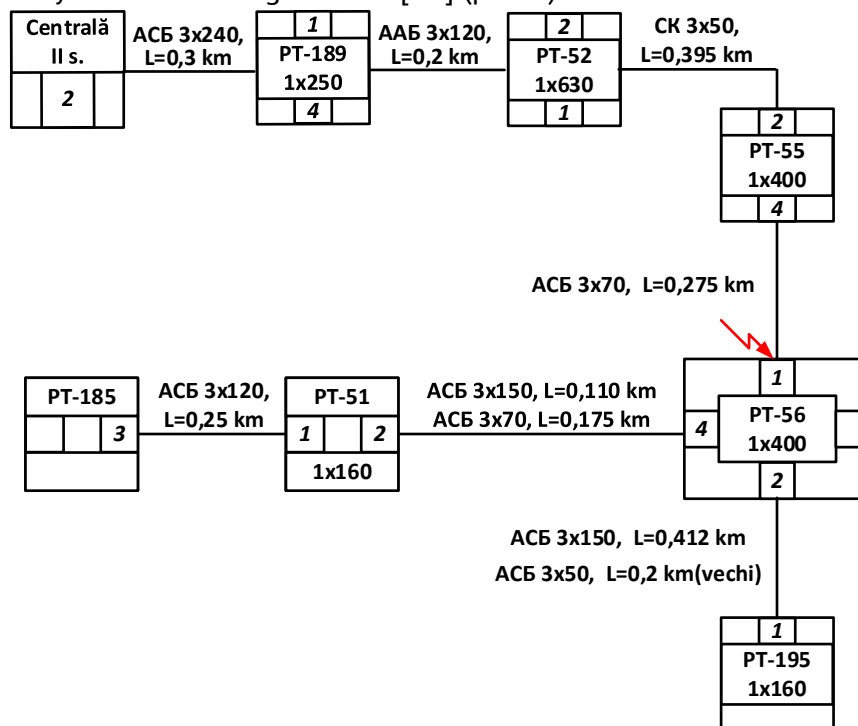 Centrală
II s.
2
АСБ 3x240,
L=0,3 km
1
PT-189
1x250
4
ААБ 3x120,
L=0,2 km
2
PT-52
1x630
1
СК 3x50,
L=0,395 km
2
PT-55
1x400
4
АСБ 3x70, L=0,275 km
PT-185
3
АСБ 3x120,
L=0,25 km
PT-51
1 2
1x160
АСБ 3x150, L=0,110 km
АСБ 3x70, L=0,175 km
1
4
PT-56
1x400
2
АСБ 3x150, L=0,412 km
АСБ 3x50, L=0,2 km(vechi)
1
PT-195
1x160